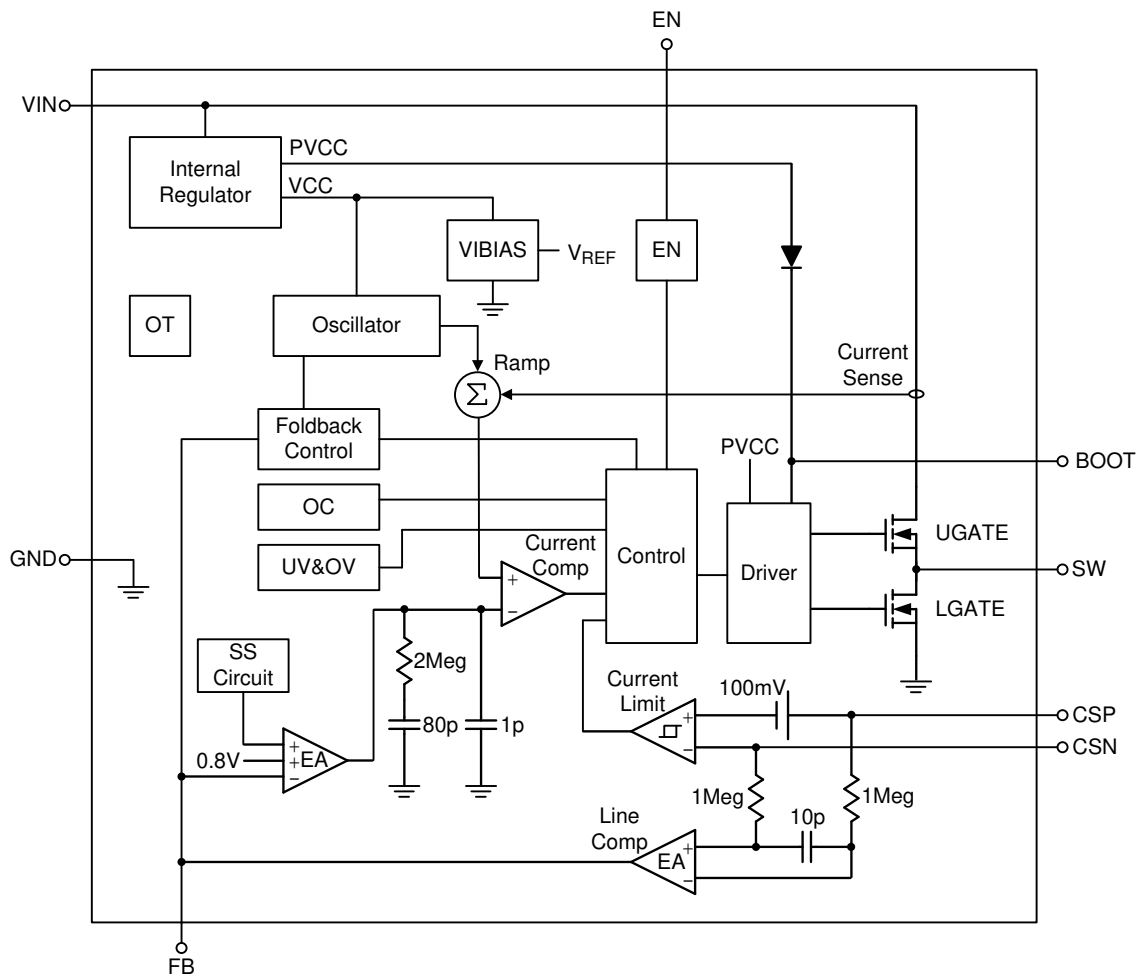 EN
VIN
PVCC
Internal
Regulator
VCC
VIBIAS
VREF
EN
OT
Oscillator
Current
Sense
Ramp
Σ
Foldback
Control
PVCC
BOOT
OC
UV&OV
Current
Comp
Control
Driver
UGATE
GND
SW
LGATE
+
−
SS
Circuit
2Meg
80p
1p
Current
Limit
100mV
+
−
CSP
CSN
0.8V
+
+
−
EA
1Meg
1Meg
10p
Line
Comp
EA
+
−
FB